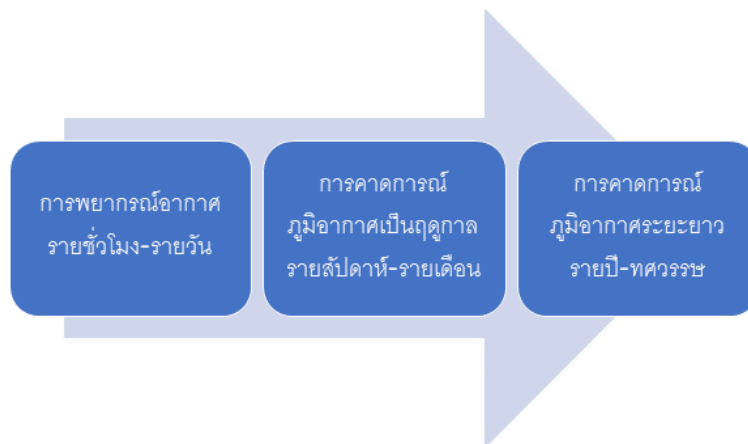 การพยากรณ์อากาศ
รายชั่วโมง-รายวัน
การคาดการณ์
ภูมิอากาศเป็นฤดูกาล
รายสัปดาห์-รายเดือน
การคาดการณ์
ภูมิอากาศระยะยาว
รายปี-ทศวรรษ